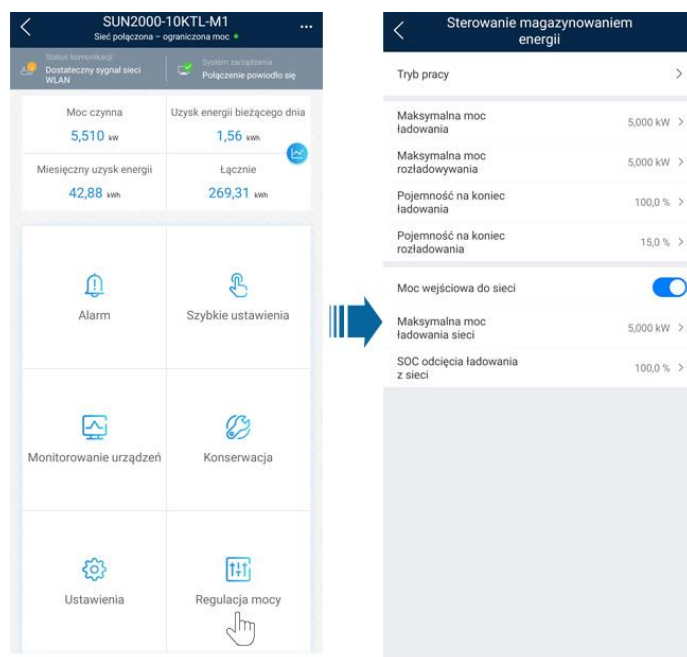 SUN2000-10KTL-M1
Sieć połączona – ograniczona moc
Status komunikacji
Dostateczny sygnał sieci
WLAN
System zarządzania
Połączenie powiodło się
Moc czynna
5,510 kW
Uzysk energii bieżącego dnia
1,56 kWh
Miesięczny uzysk energii
42,88 kWh
Łącznie
269,31 kWh
Alarm
Szybkie ustawienia
Monitorowanie urządzeń
Konserwacja
Ustawienia
Regulacja mocy
Sterowanie magazynowaniem
energii
Tryb pracy
Maksymalna moc
ładowania
5,000 kW
Maksymalna moc
rozładowywania
5,000 kW
Pojemność na koniec
ładowania
100,0 %
Pojemność na koniec
rozładowania
15,0 %
Moc wejściowa do sieci
Maksymalna moc
ładowania sieci
5,000 kW
SOC odcięcia ładowania
z sieci
100,0 %